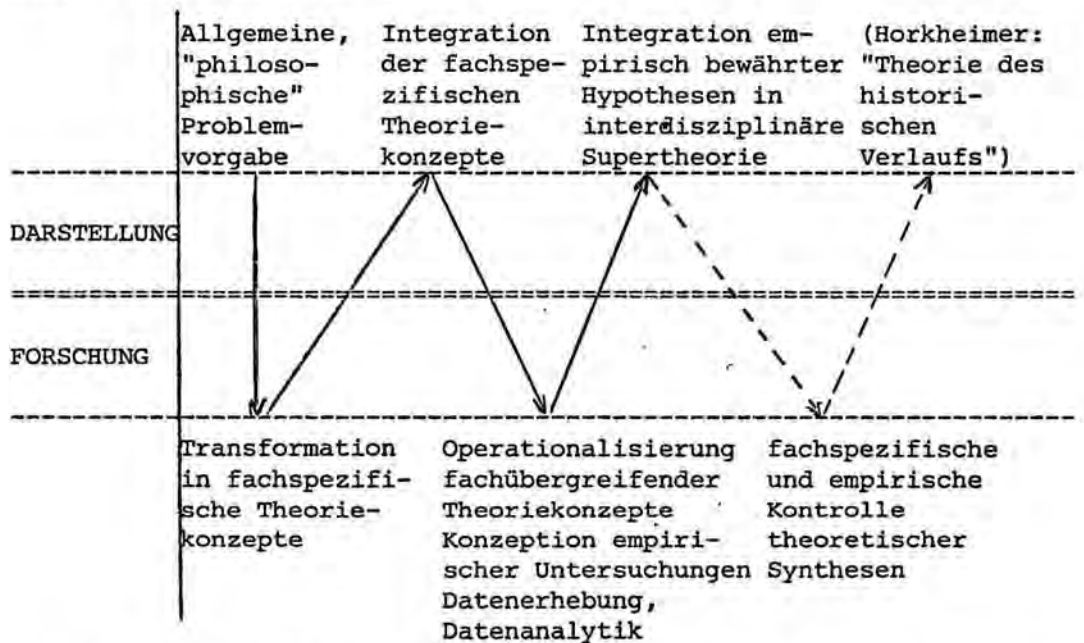 Allgemeine,
"philoso-
phische"
Problem-
vorgabe
Integration
der fachspe-
zifischen
Theorie-
konzepte
Integration em-
pirisch bewährter
Hypothesen in
interdisziplinäre
Supertheorie
(Horkheimer:
"Theorie des
histori-
schen
Verlaufs")
DARSTELLUNG
FORSCHUNG
Transformation
in fachspezifi-
sche Theorie-
konzepte
Operationalisierung
fachübergreifender
Theoriekonzepte
Konzeption empiri-
scher Untersuchungen
Datenerhebung,
Datenanalytik
fachspezifische
und empirische
Kontrolle
theoretischer
Synthesen